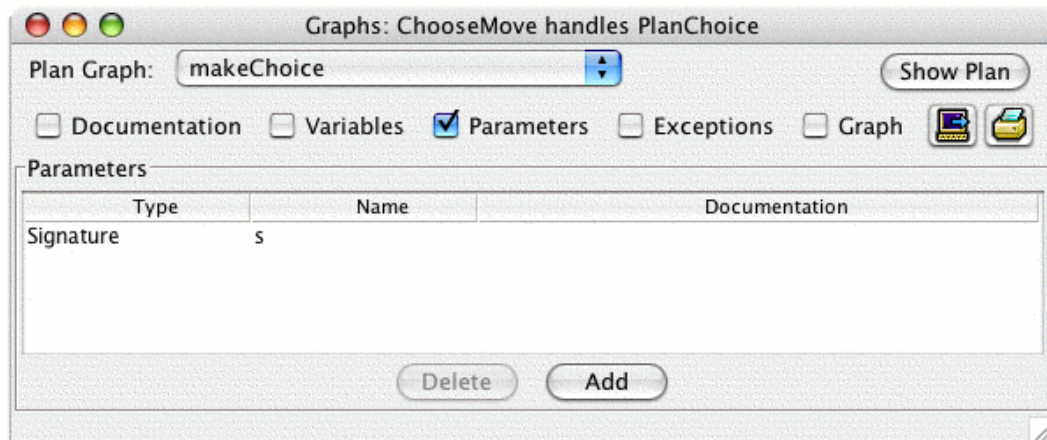 Graphs: ChooseMove handles PlanChoice
Plan Graph: makeChoice Show Plan
Documentation Variables Parameters Exceptions Graph
Parameters
Type Name Documentation
Signature s
Delete Add